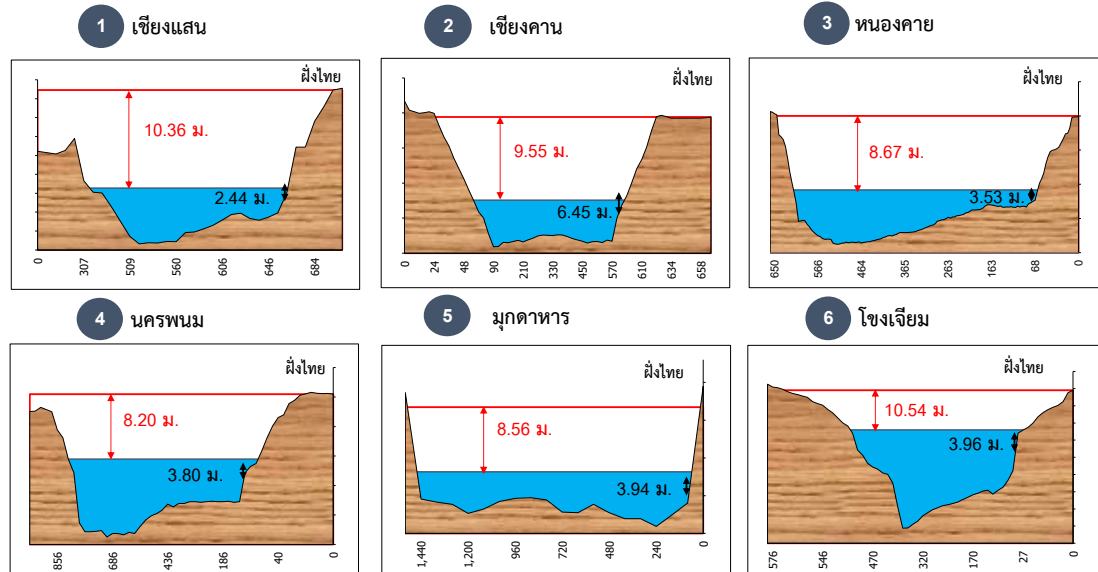 1 เชียงแสน
ฝั่งไทย
10.36 ม.
2.44 ม.
0 307 509 560 606 646 684
2 เชียงคาน
ฝั่งไทย
9.55 ม.
6.45 ม.
0 24 48 90 210 330 450 570 610 634 658
3 หนองคาย
ฝั่งไทย
8.67 ม.
3.53 ม.
650 566 464 365 263 163 68 0
4 นครพนม
ฝั่งไทย
8.20 ม.
3.80 ม.
856 686 436 186 40 0
5 มุกดาหาร
ฝั่งไทย
8.56 ม.
3.94 ม.
1,440 1,200 960 720 480 240 0
6 โขงเจียม
ฝั่งไทย
10.54 ม.
3.96 ม.
576 546 470 320 170 27 0